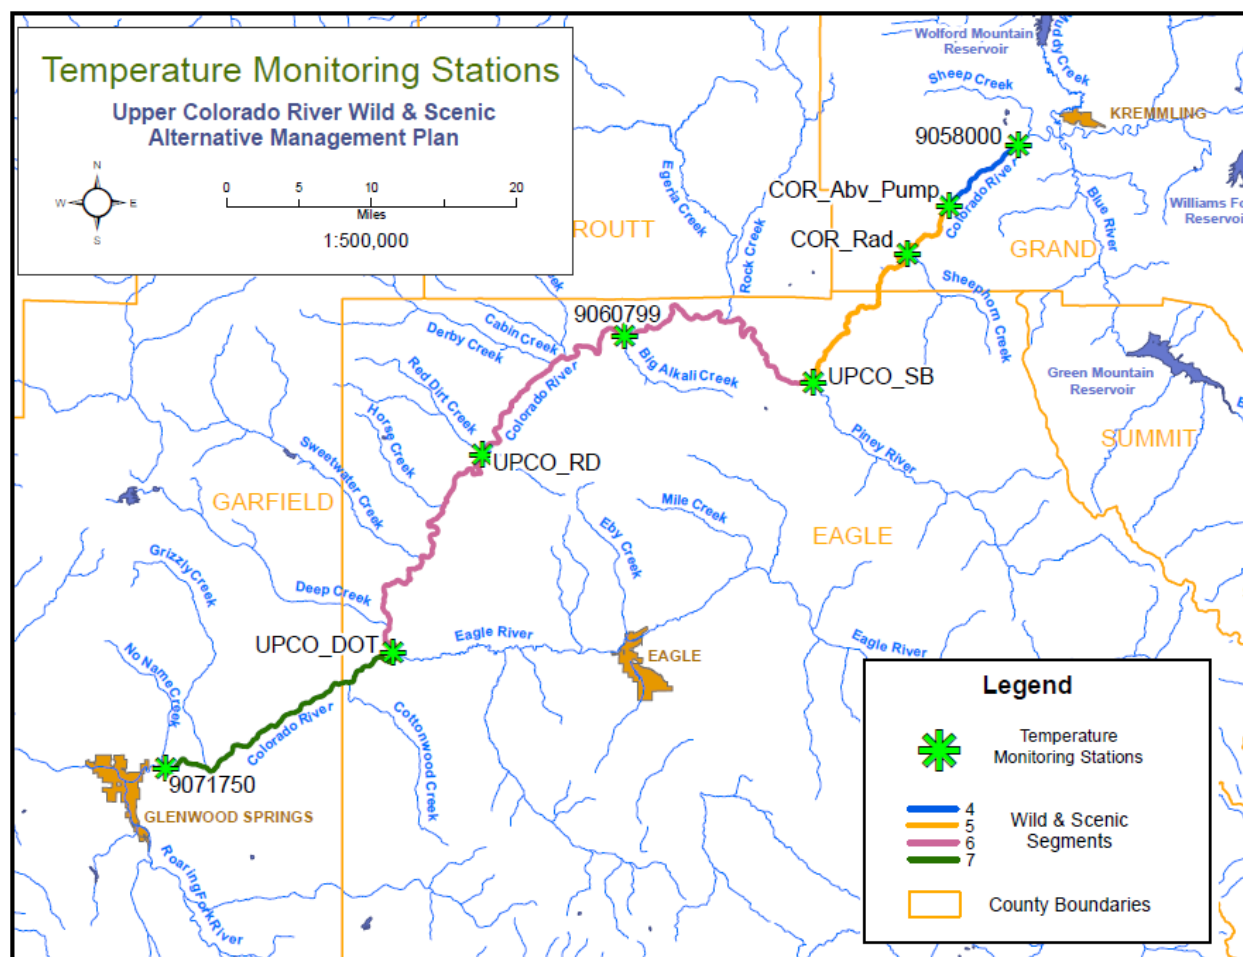 Temperature Monitoring Stations
Upper Colorado River Wild & Scenic
Alternative Management Plan
N
W
E
S
0 5 10 20
Miles
1:500,000
Wolford Mountain
Reservoir
Muddy Creek
Sheep Creek
KREMMLING
9058000
COR_Abv_Pump
Colorado River
Williams Fo
Reservoir
Blue River
COR_Rad
GRAND
Egeria Creek
ROUTT
Rock Creek
Sheephorn Creek
eek
Cabin Creek
Derby Creek
9060799
Big Alkali Creek
UPCO_SB
Green Mountain
Reservoir
Red Dirt Creek
Colorado River
Horse Creek
Piney River
SUMMIT
E
Sweetwater Creek
UPCO_RD
GARFIELD
Mile Creek
EAGLE
Eby Creek
Grizzly Creek
Deep Creek
UPCO_DOT
Eagle River
EAGLE
Eagle River
No Name Creek
Colorado River
Cottonwood Creek
9071750
GLENWOOD SPRINGS
Roaring Fork River
Legend
Temperature
Monitoring Stations
4
5
6
7
Wild & Scenic
Segments
County Boundaries